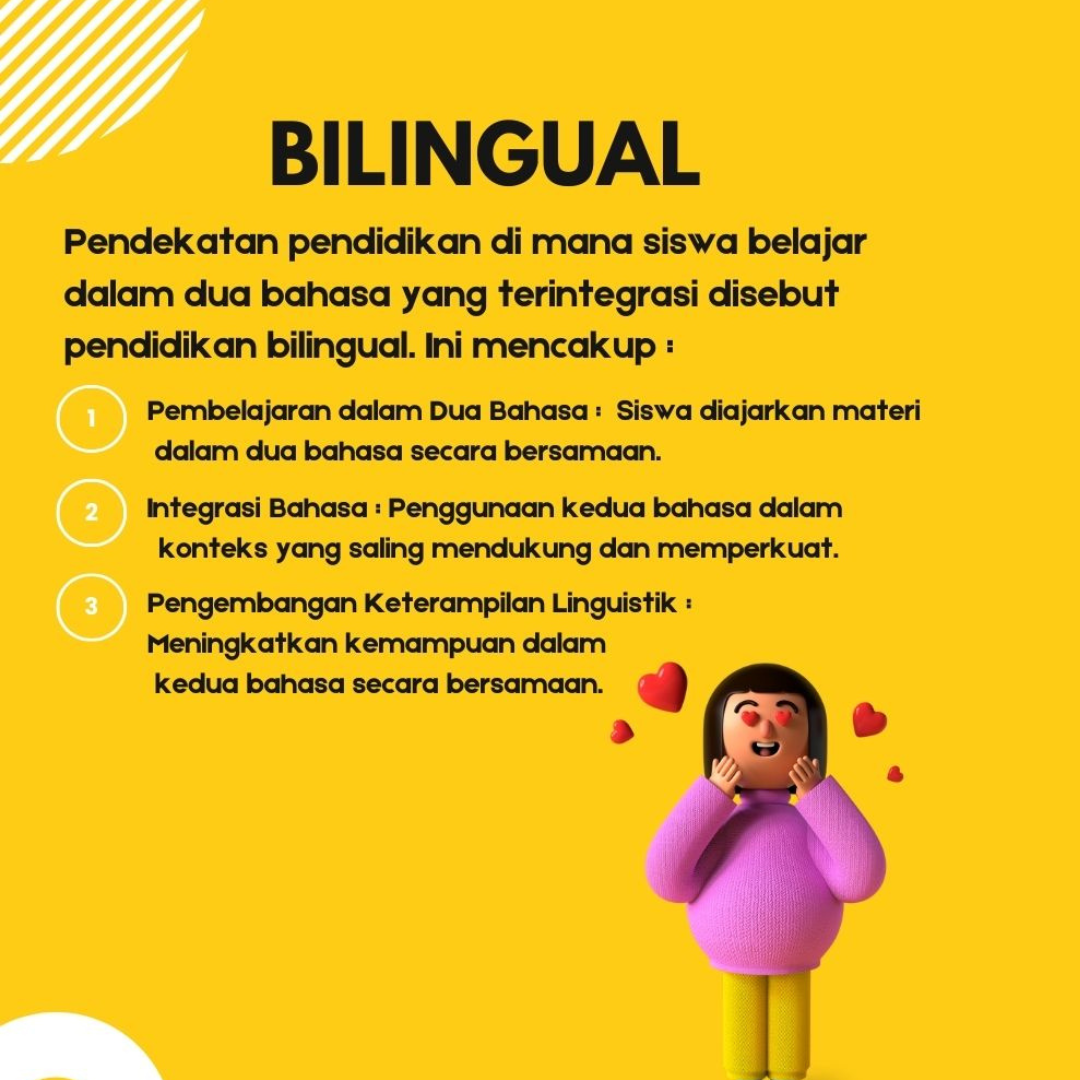 BILINGUAL
Pendekatan pendidikan di mana siswa belajar
dalam dua bahasa yang terintegrasi disebut
pendidikan bilingual. Ini mencakup :
1
Pembelajaran dalam Dua Bahasa : Siswa diajarkan materi
dalam dua bahasa secara bersamaan.
2
Integrasi Bahasa : Penggunaan kedua bahasa dalam
konteks yang saling mendukung dan memperkuat.
3
Pengembangan Keterampilan Linguistik :
Meningkatkan kemampuan dalam
kedua bahasa secara bersamaan.